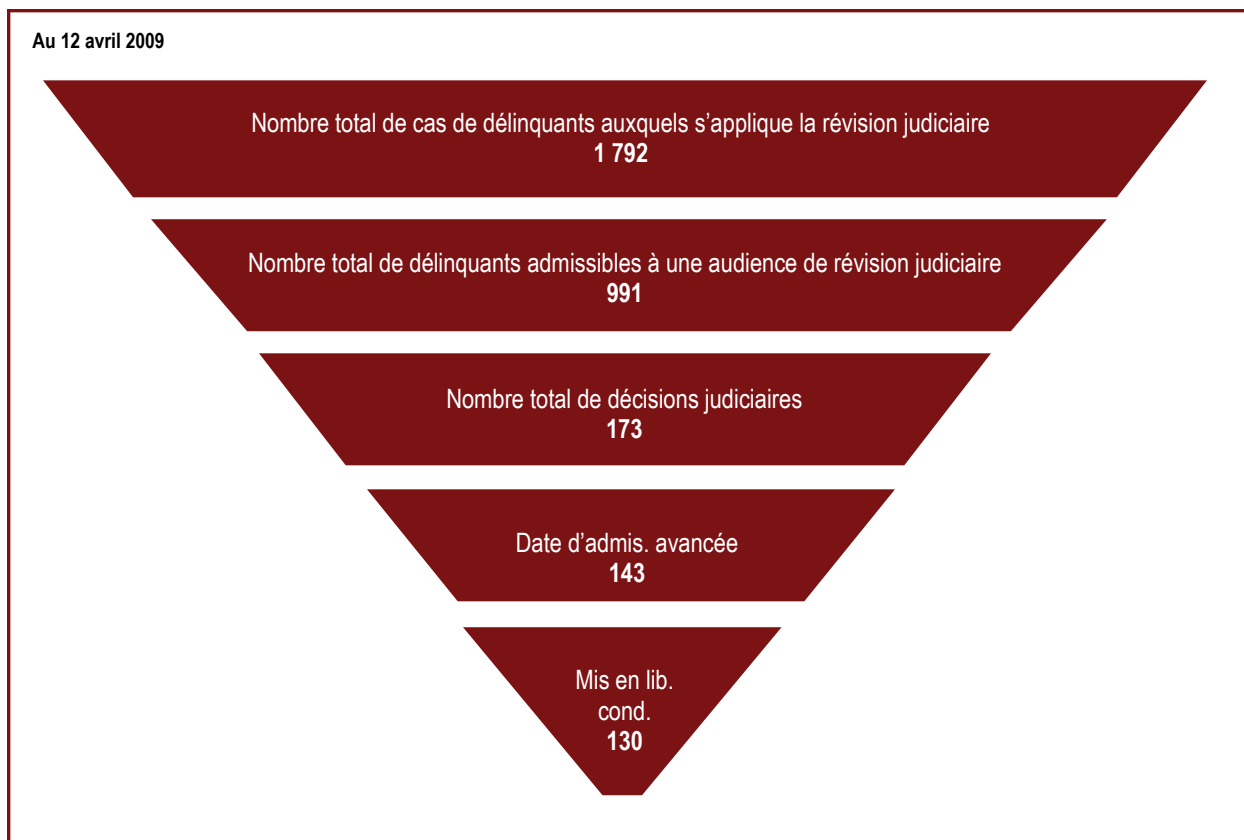 Au 12 avril 2009
Nombre total de cas de délinquants auxquels s’applique la révision judiciaire
1 792
Nombre total de délinquants admissibles à une audience de révision judiciaire
991
Nombre total de décisions judiciaires
173
Date d’admis. avancée
143
Mis en lib.
cond.
130